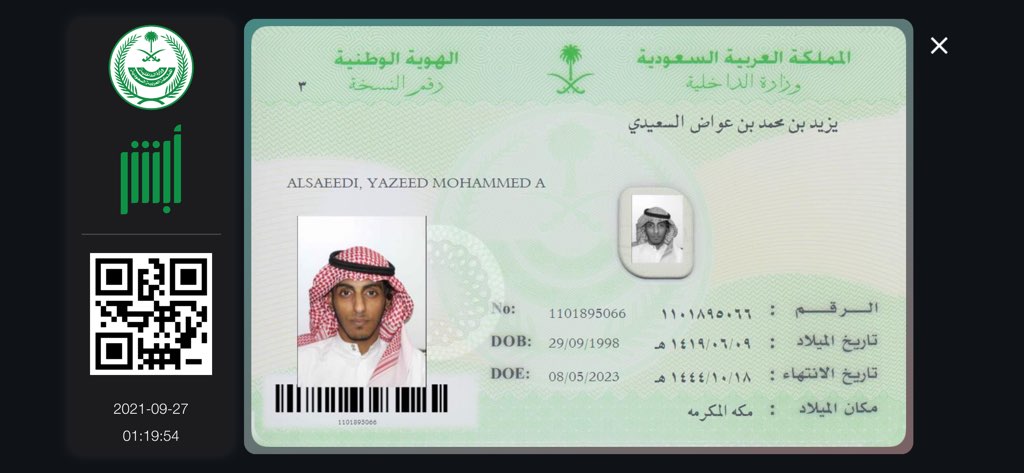 أبشر
2021-09-27
01:19:54
المملكة العربية السعودية
وزارة الداخلية
الهوية الوطنية
رقم النسخة ٣
يزيد بن محمد بن عواض السعيدي
ALSAEEDI, YAZEED MOHAMMED A
الرقم : ١١٠١٨٩٥٠٦٦ No: 1101895066
تاريخ الميلاد : ١٤١٩/٠٦/٠٩ هـ DOB: 29/09/1998
تاريخ الانتهاء : ١٤٤٤/١٠/١٨ هـ DOE: 08/05/2023
مكان الميلاد : مكه المكرمه